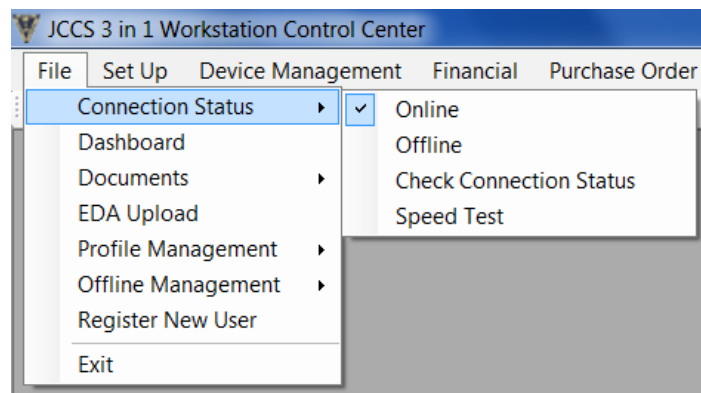 JCCS 3 in 1 Workstation Control Center
File Set Up Device Management Financial Purchase Order
Connection Status
Dashboard
Documents
EDA Upload
Profile Management
Offline Management
Register New User
Exit
Online
Offline
Check Connection Status
Speed Test